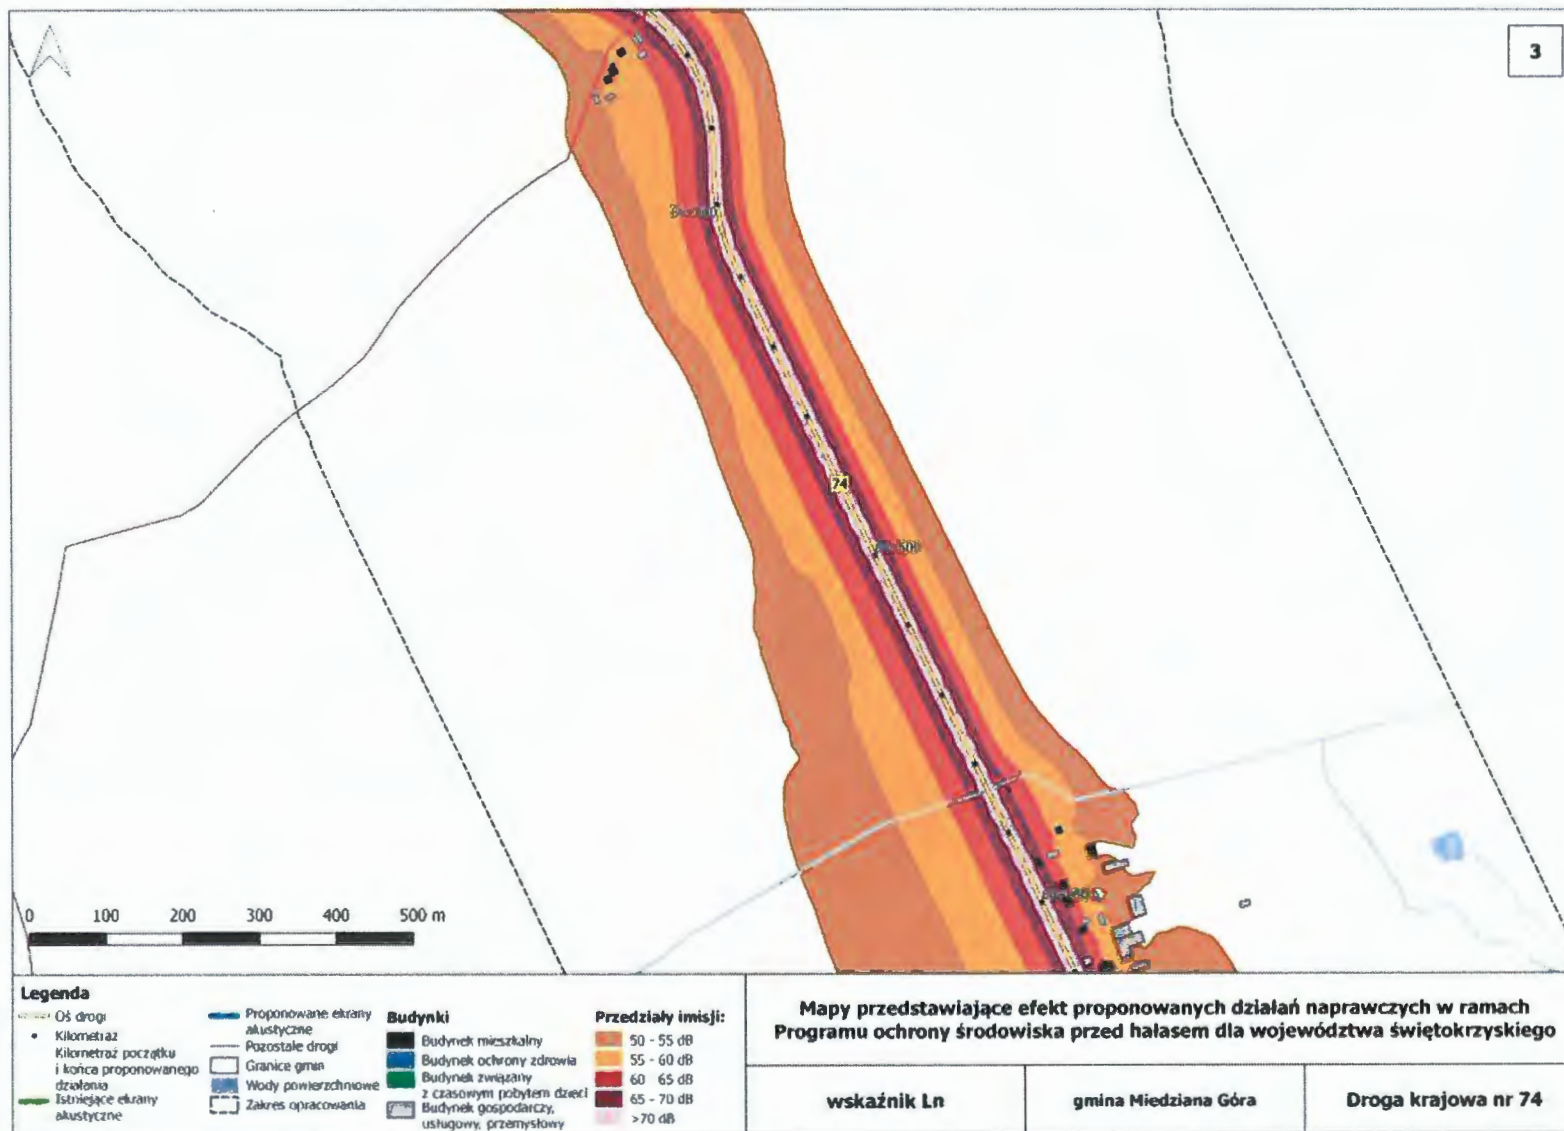 3
74
0 100 200 300 400 500 m
Legenda
Oś drogi
Kilometraż
Kilometraż początku
i końca proponowanego
działania
Istniejące ekrany
akustyczne
Proponowane ekrany
akustyczne
Pozostałe drogi
Granice gmin
Wody powierzchniowe
Zakres opracowania
Budynki
Budynek mieszkalny
Budynek ochrony zdrowia
Budynek związany
z czasowym pobytem dzieci
Budynek gospodarczy,
usługowy, przemysłowy
Przedziały imisji:
50 - 55 dB
55 - 60 dB
60 65 dB
65 - 70 dB
>70 dB
Mapy przedstawiające efekt proponowanych działań naprawczych w ramach
Programu ochrony środowiska przed hałasem dla województwa świętokrzyskiego
wskaźnik Ln
gmina Miedziana Góra
Droga krajowa nr 74